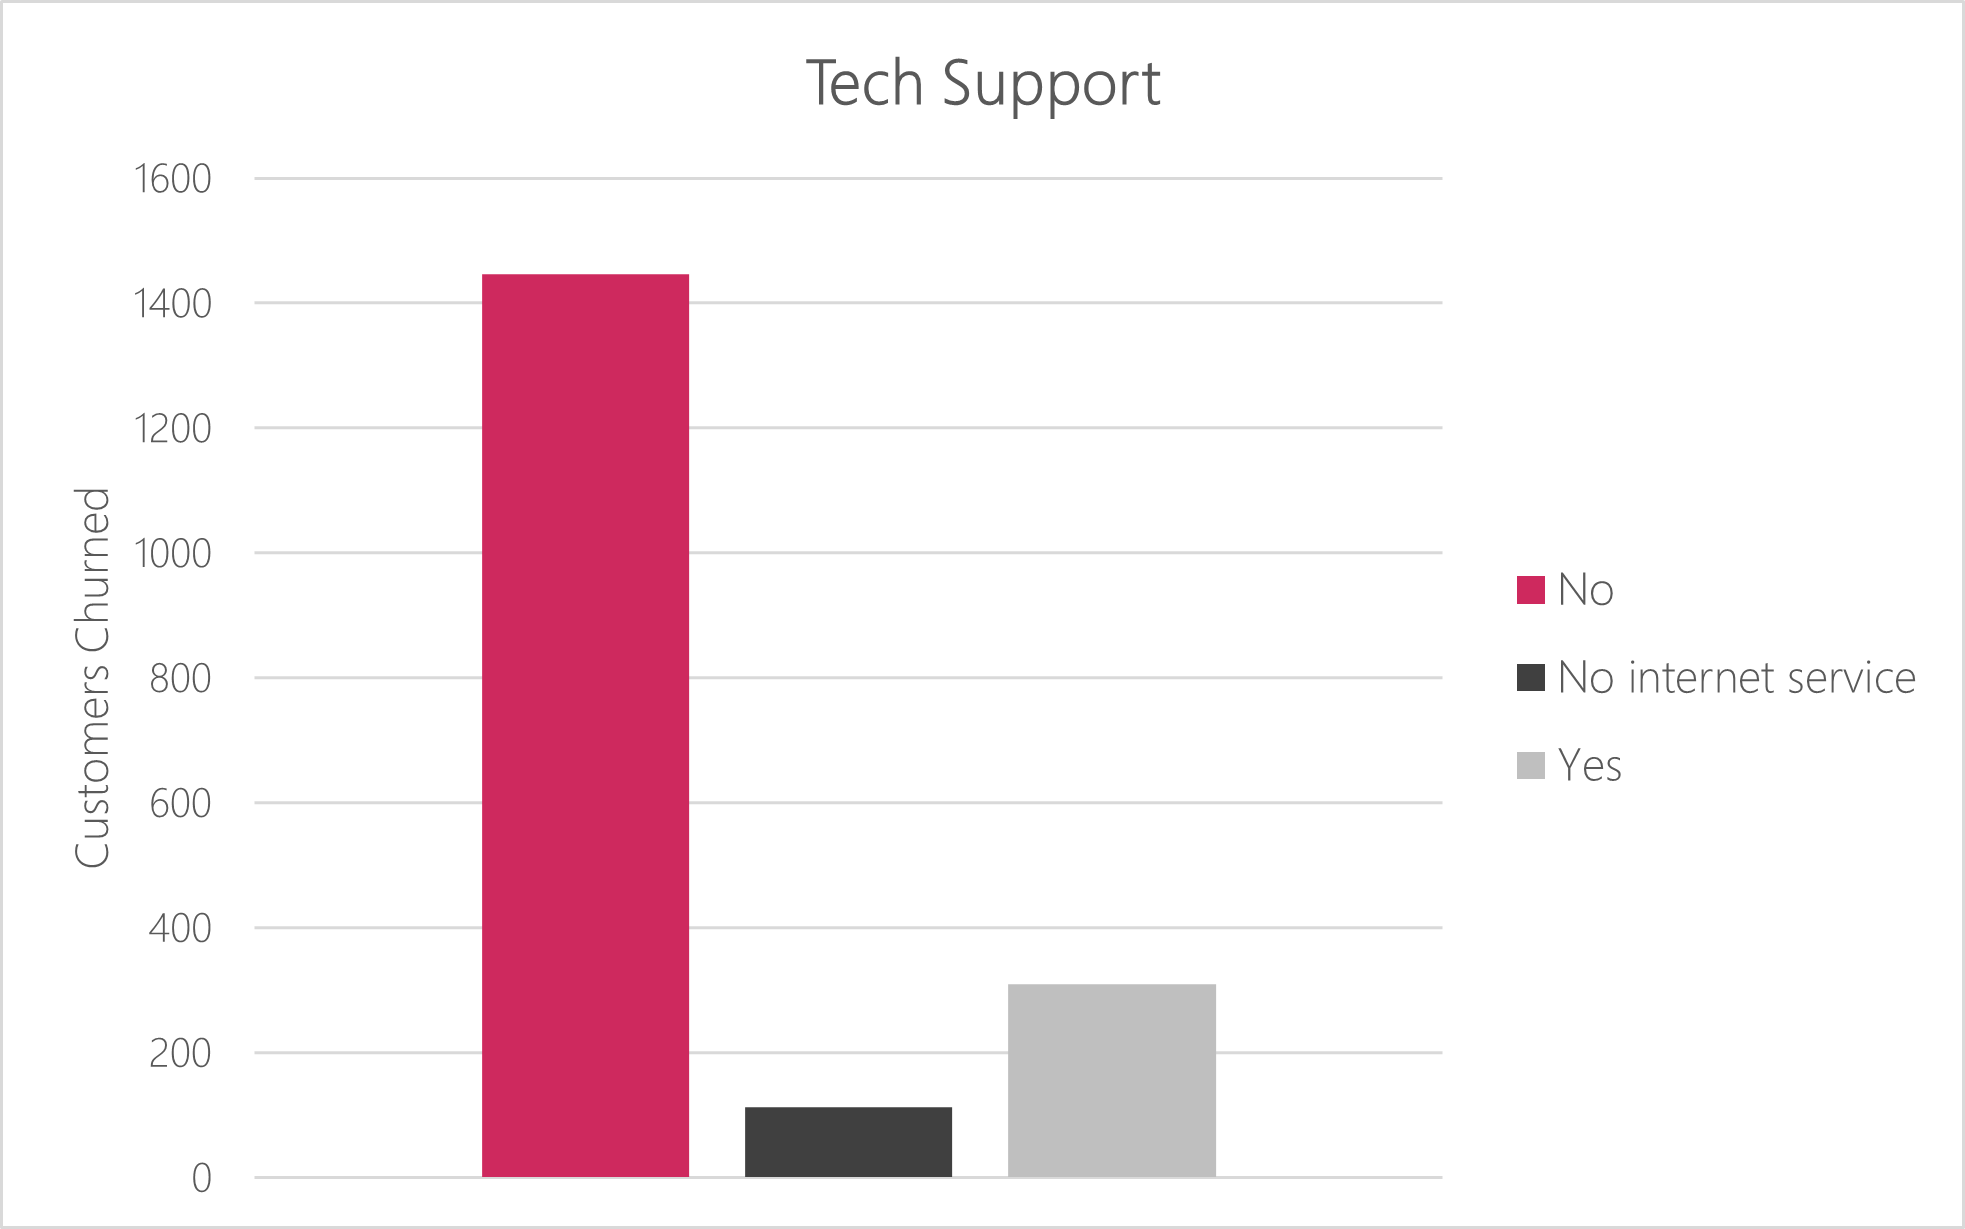 Tech Support
1600
1400
1200
1000
800
600
400
200
0
Customers Churned
No
No internet service
Yes